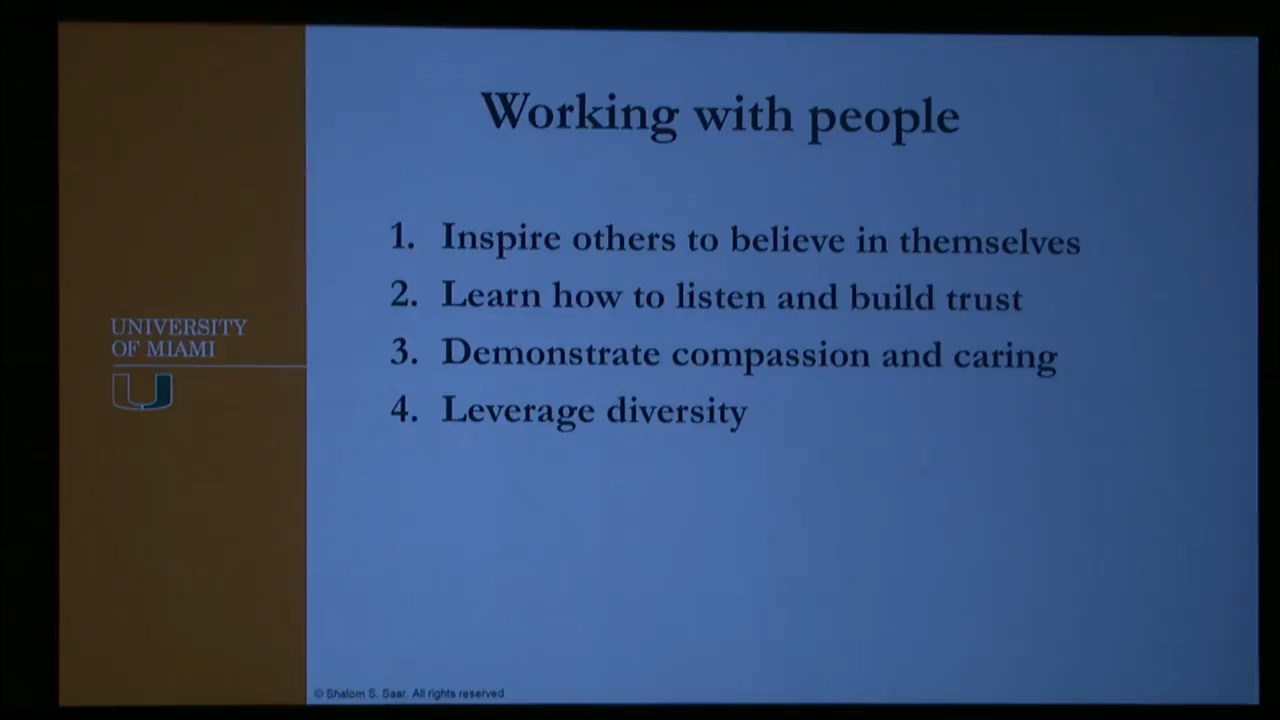 Working with people
1. Inspire others to believe in themselves
2. Learn how to listen and build trust
3. Demonstrate compassion and caring
4. Leverage diversity
UNIVERSITY
OF MIAMI
U
© Shalom S. Saar All rights reserved